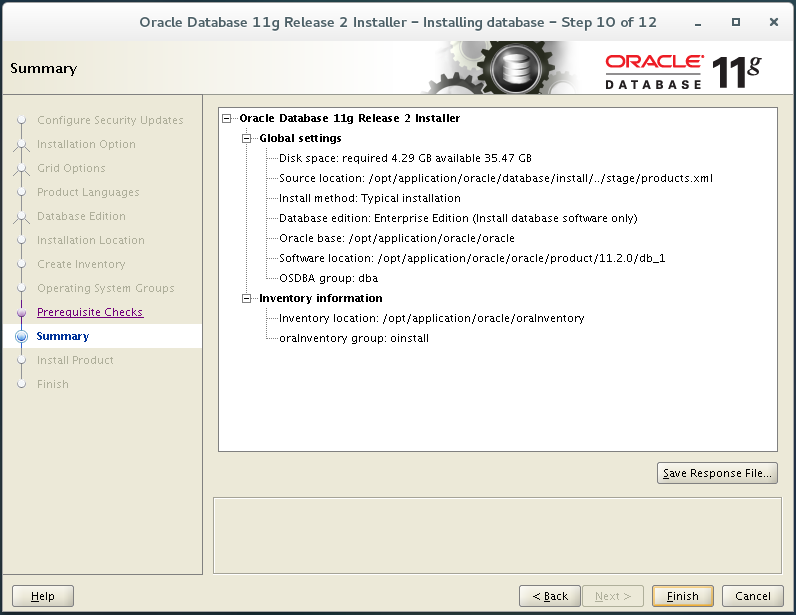 Oracle Database 11g Release 2 Installer - Installing database - Step 10 of 12
Summary
ORACLE
DATABASE
11g
Configure Security Updates
Installation Option
Grid Options
Product Languages
Database Edition
Installation Location
Create Inventory
Operating System Groups
Prerequisite Checks
Summary
Install Product
Finish
Oracle Database 11g Release 2 Installer
Global settings
Disk space: required 4.29 GB available 35.47 GB
Source location: /opt/application/oracle/database/install/../stage/products.xml
Install method: Typical installation
Database edition: Enterprise Edition (Install database software only)
Oracle base: /opt/application/oracle/oracle
Software location: /opt/application/oracle/oracle/product/11.2.0/db_1
OSDBA group: dba
Inventory information
Inventory location: /opt/application/oracle/oraInventory
oraInventory group: oinstall
Save Response File...
Help
< Back
Next >
Finish
Cancel